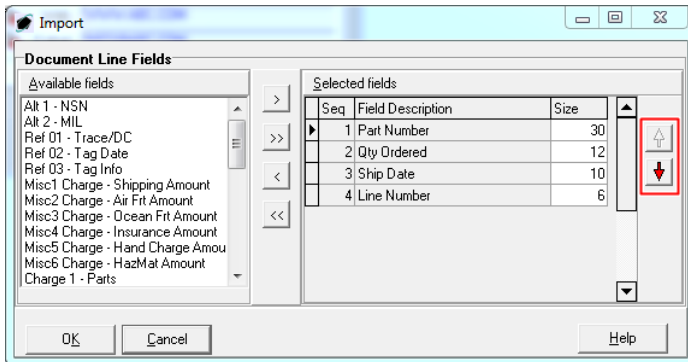 Import
Document Line Fields
Available fields
Alt 1 - NSN
Alt 2 - MIL
Ref 01 - Trace/DC
Ref 02 - Tag Date
Ref 03 - Tag Info
Misc1 Charge - Shipping Amount
Misc2 Charge - Air Frt Amount
Misc3 Charge - Ocean Frt Amount
Misc4 Charge - Insurance Amount
Misc5 Charge - Hand Charge Amou
Misc6 Charge - HazMat Amount
Charge 1 - Parts
>
>>
<
<<
Selected fields
Seq Field Description Size
1 Part Number 30
2 Qty Ordered 12
3 Ship Date 10
4 Line Number 6
OK
Cancel
Help